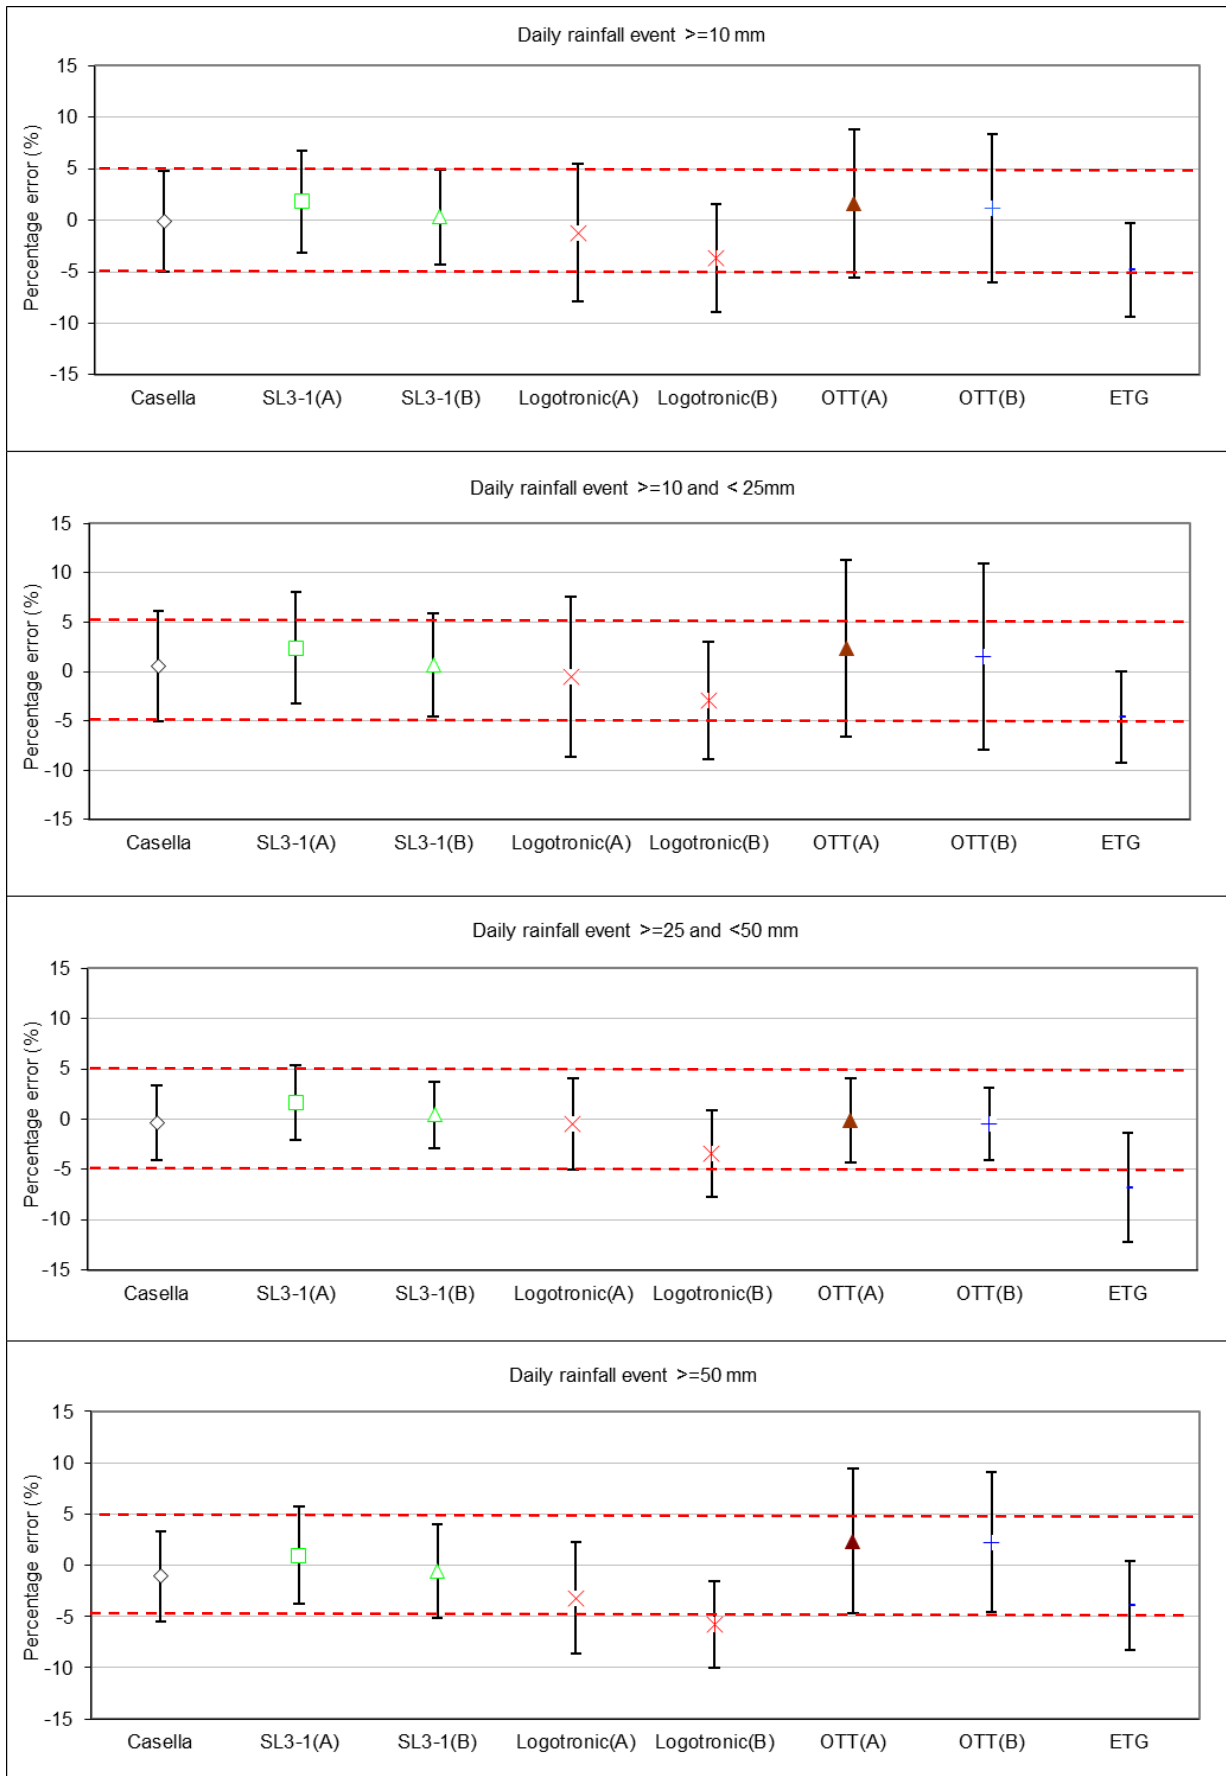 Daily rainfall event >=10 mm
Percentage error (%)
15
10
5
0
-5
-10
-15
Casella SL3-1(A) SL3-1(B) Logotronic(A) Logotronic(B) OTT(A) OTT(B) ETG
Daily rainfall event >=10 and < 25mm
Percentage error (%)
15
10
5
0
-5
-10
-15
Casella SL3-1(A) SL3-1(B) Logotronic(A) Logotronic(B) OTT(A) OTT(B) ETG
Daily rainfall event >=25 and <50 mm
Percentage error (%)
15
10
5
0
-5
-10
-15
Casella SL3-1(A) SL3-1(B) Logotronic(A) Logotronic(B) OTT(A) OTT(B) ETG
Daily rainfall event >=50 mm
Percentage error (%)
15
10
5
0
-5
-10
-15
Casella SL3-1(A) SL3-1(B) Logotronic(A) Logotronic(B) OTT(A) OTT(B) ETG